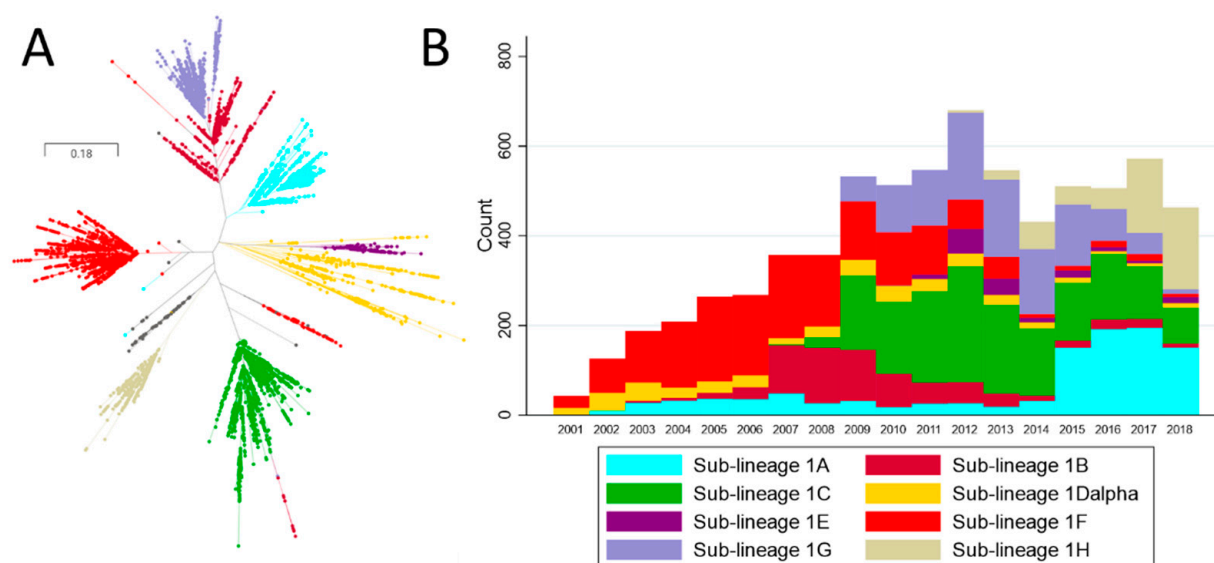 A
B
0.18
800
600
400
200
0
Count
2001 2002 2003 2004 2005 2006 2007 2008 2009 2010 2011 2012 2013 2014 2015 2016 2017 2018
Sub-lineage 1A Sub-lineage 1B
Sub-lineage 1C Sub-lineage 1Dalpha
Sub-lineage 1E Sub-lineage 1F
Sub-lineage 1G Sub-lineage 1H